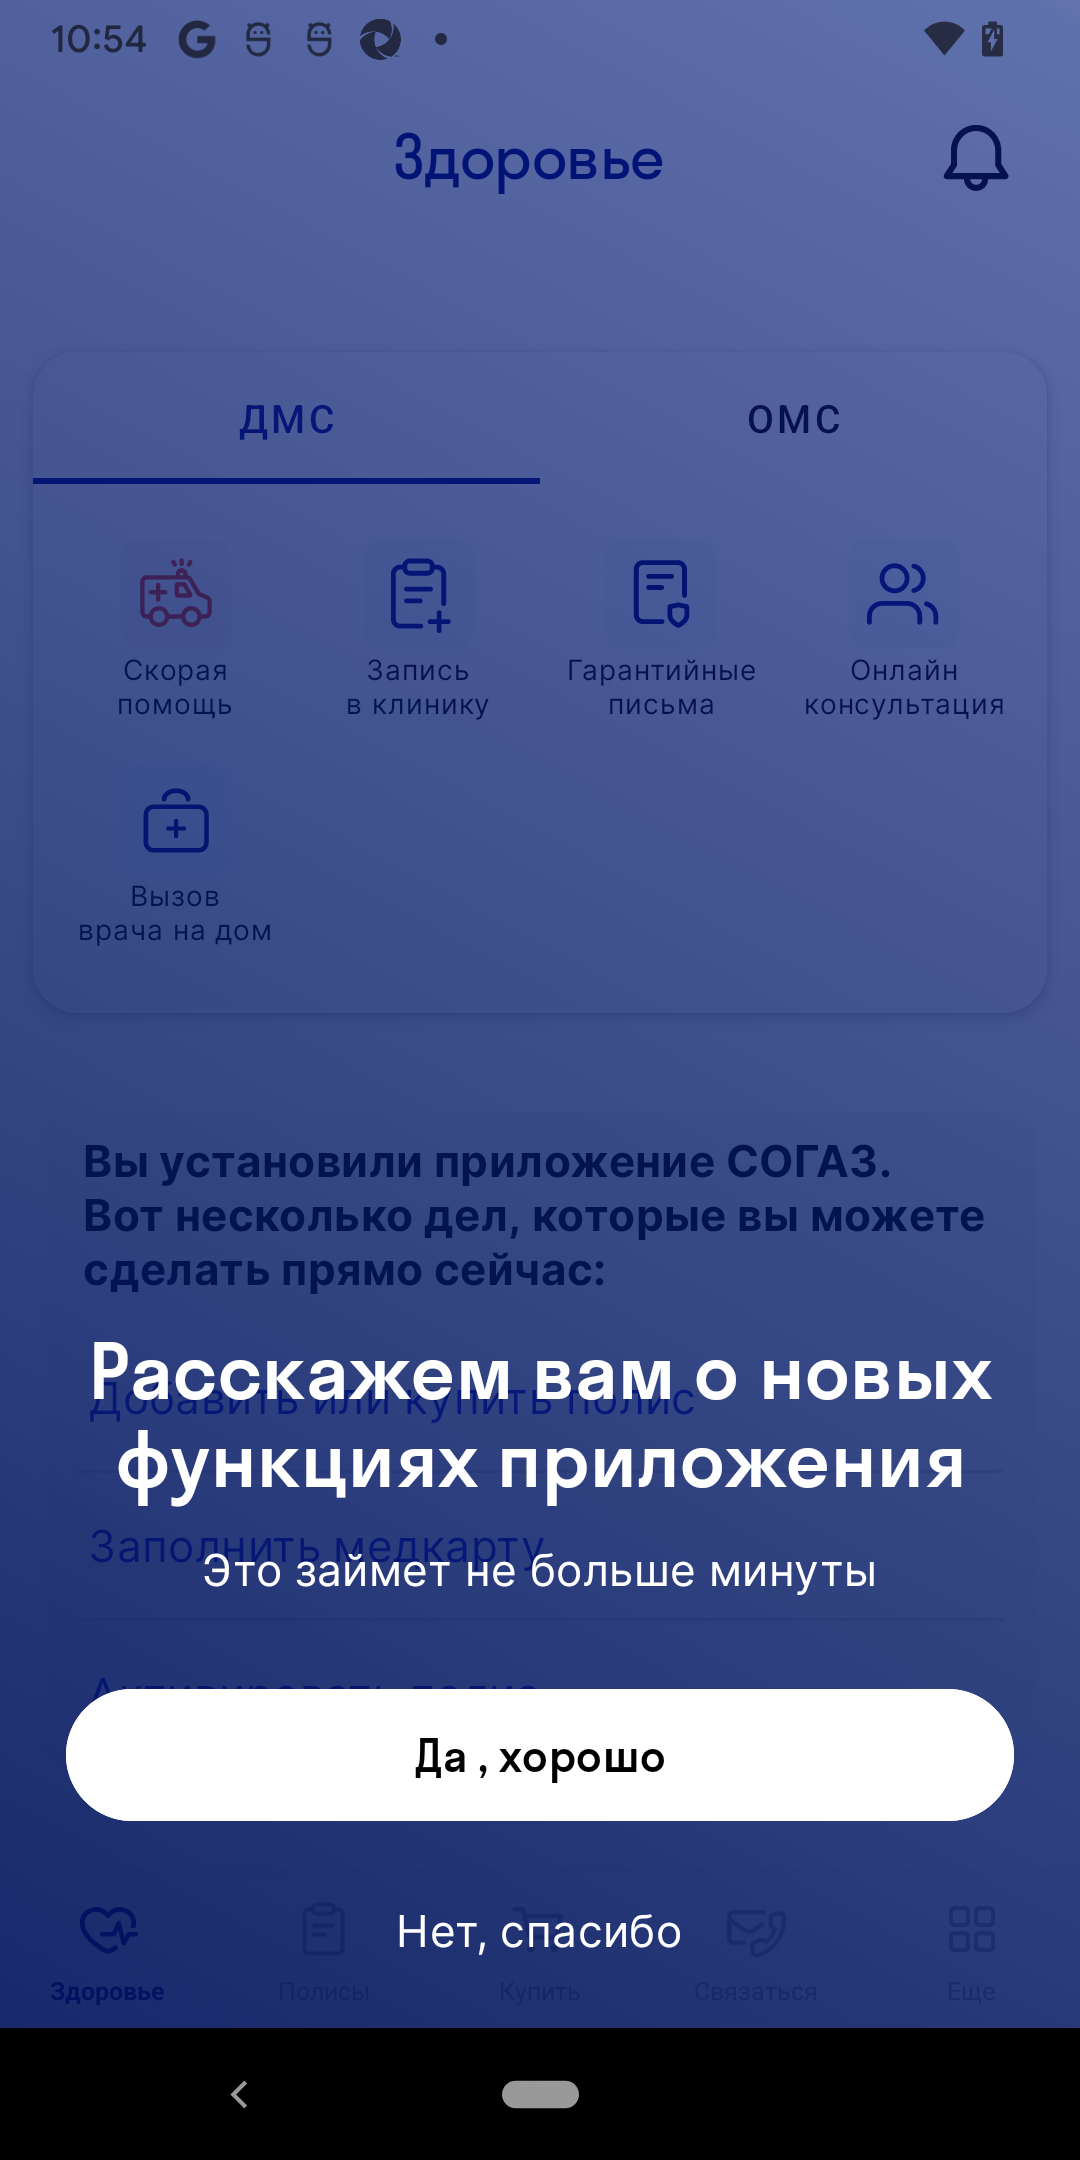 10:54
Здоровье
ДМС
ОМС
Скорая
помощь
Запись
в клинику
Гарантийные
письма
Онлайн
консультация
Вызов
врача на дом
Вы установили приложение СОГАЗ.
Вот несколько дел, которые вы можете
сделать прямо сейчас:
Расскажем вам о новых
Добавить или купить полис
функциях приложения
Заполнить медкарту
Это займет не больше минуты
Активировать полис
Да , хорошо
Нет, спасибо
Здоровье
Полисы
Купить
Связаться
Еще